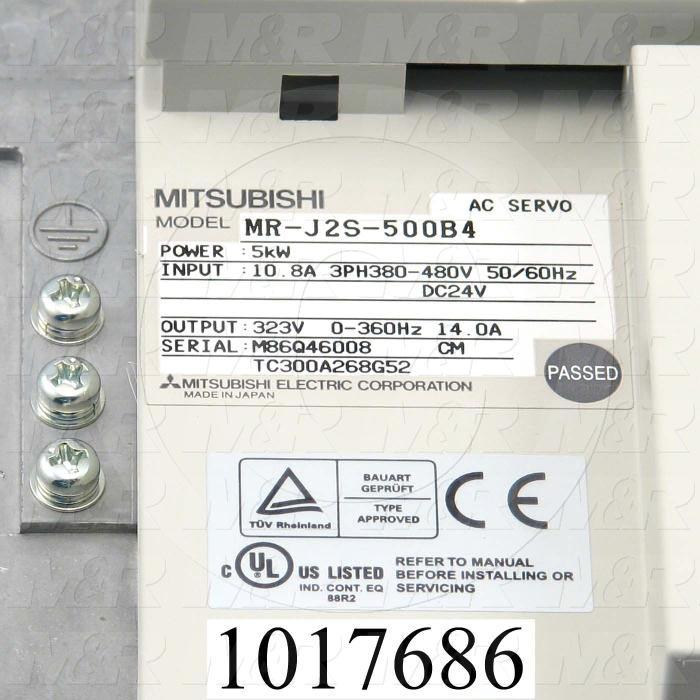 MITSUBISHI AC SERVO
MODEL MR-J2S-500B4
POWER : 5kW
INPUT : 10.8A 3PH380-480V 50/60Hz
DC24V
OUTPUT : 323V 0-360Hz 14.0A
SERIAL : M86Q46008 CM
TC300A268G52
MITSUBISHI ELECTRIC CORPORATION
MADE IN JAPAN
PASSED
TÜV Rheinland
BAUART
GEPRÜFT
TYPE
APPROVED
CE
C UL US LISTED
IND. CONT. EQ
88R2
REFER TO MANUAL
BEFORE INSTALLING OR
SERVICING
1017686
M&R